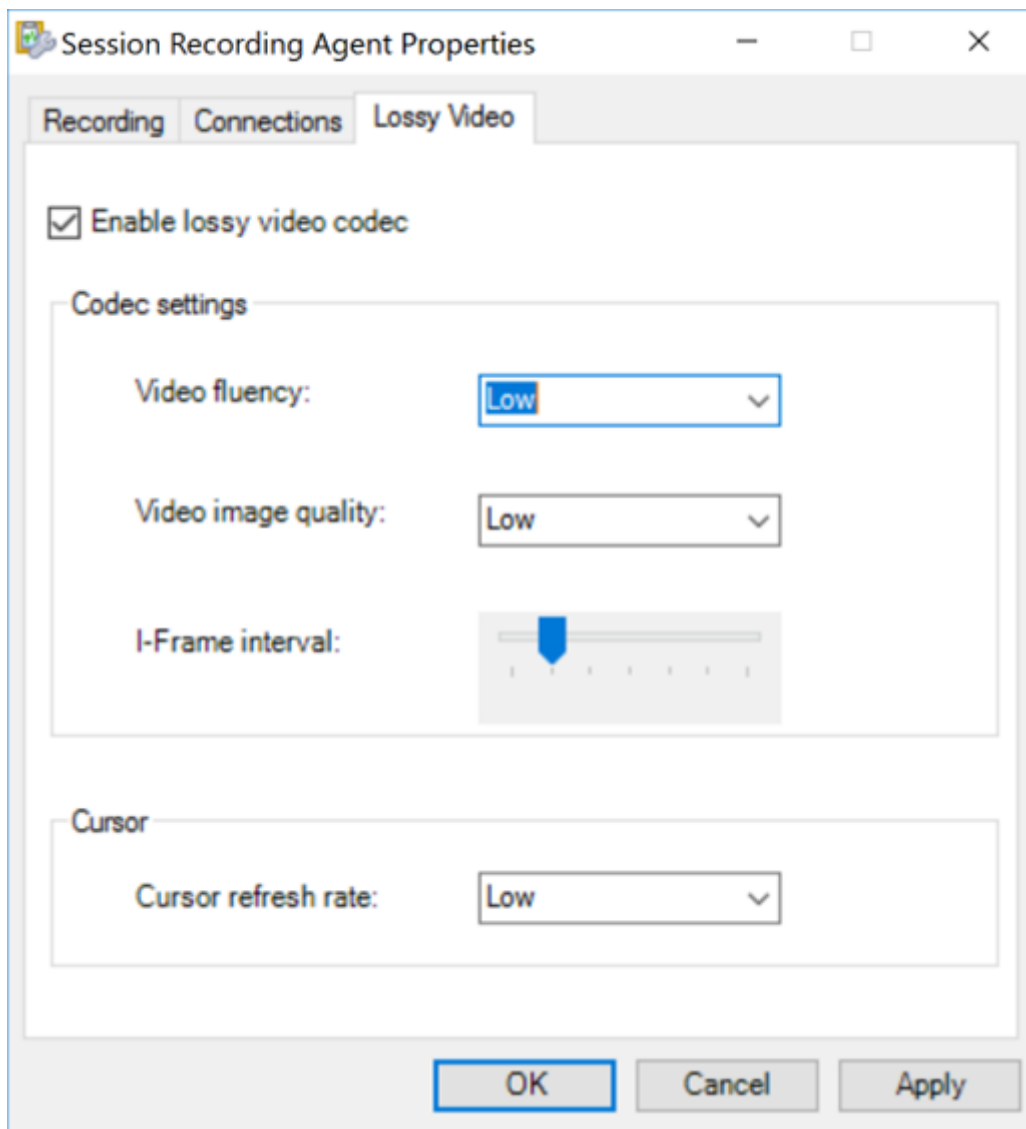 Session Recording Agent Properties
Recording Connections Lossy Video
Enable lossy video codec
Codec settings
Video fluency: Low
Video image quality: Low
I-Frame interval:
Cursor
Cursor refresh rate: Low
OK Cancel Apply